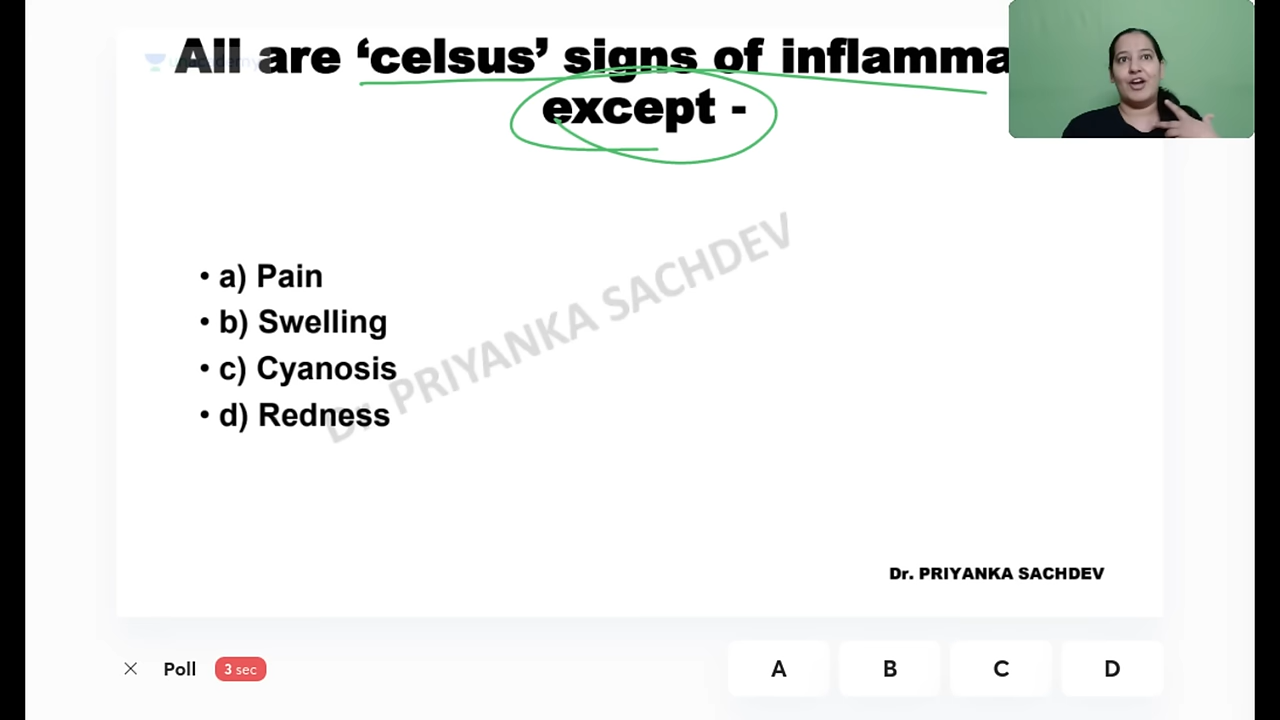 All are ‘celsus’ signs of inflamma
except -
• a) Pain
• b) Swelling
• c) Cyanosis
• d) Redness
Dr. PRIYANKA SACHDEV
Dr. PRIYANKA SACHDEV
Poll
3 sec
A
B
C
D